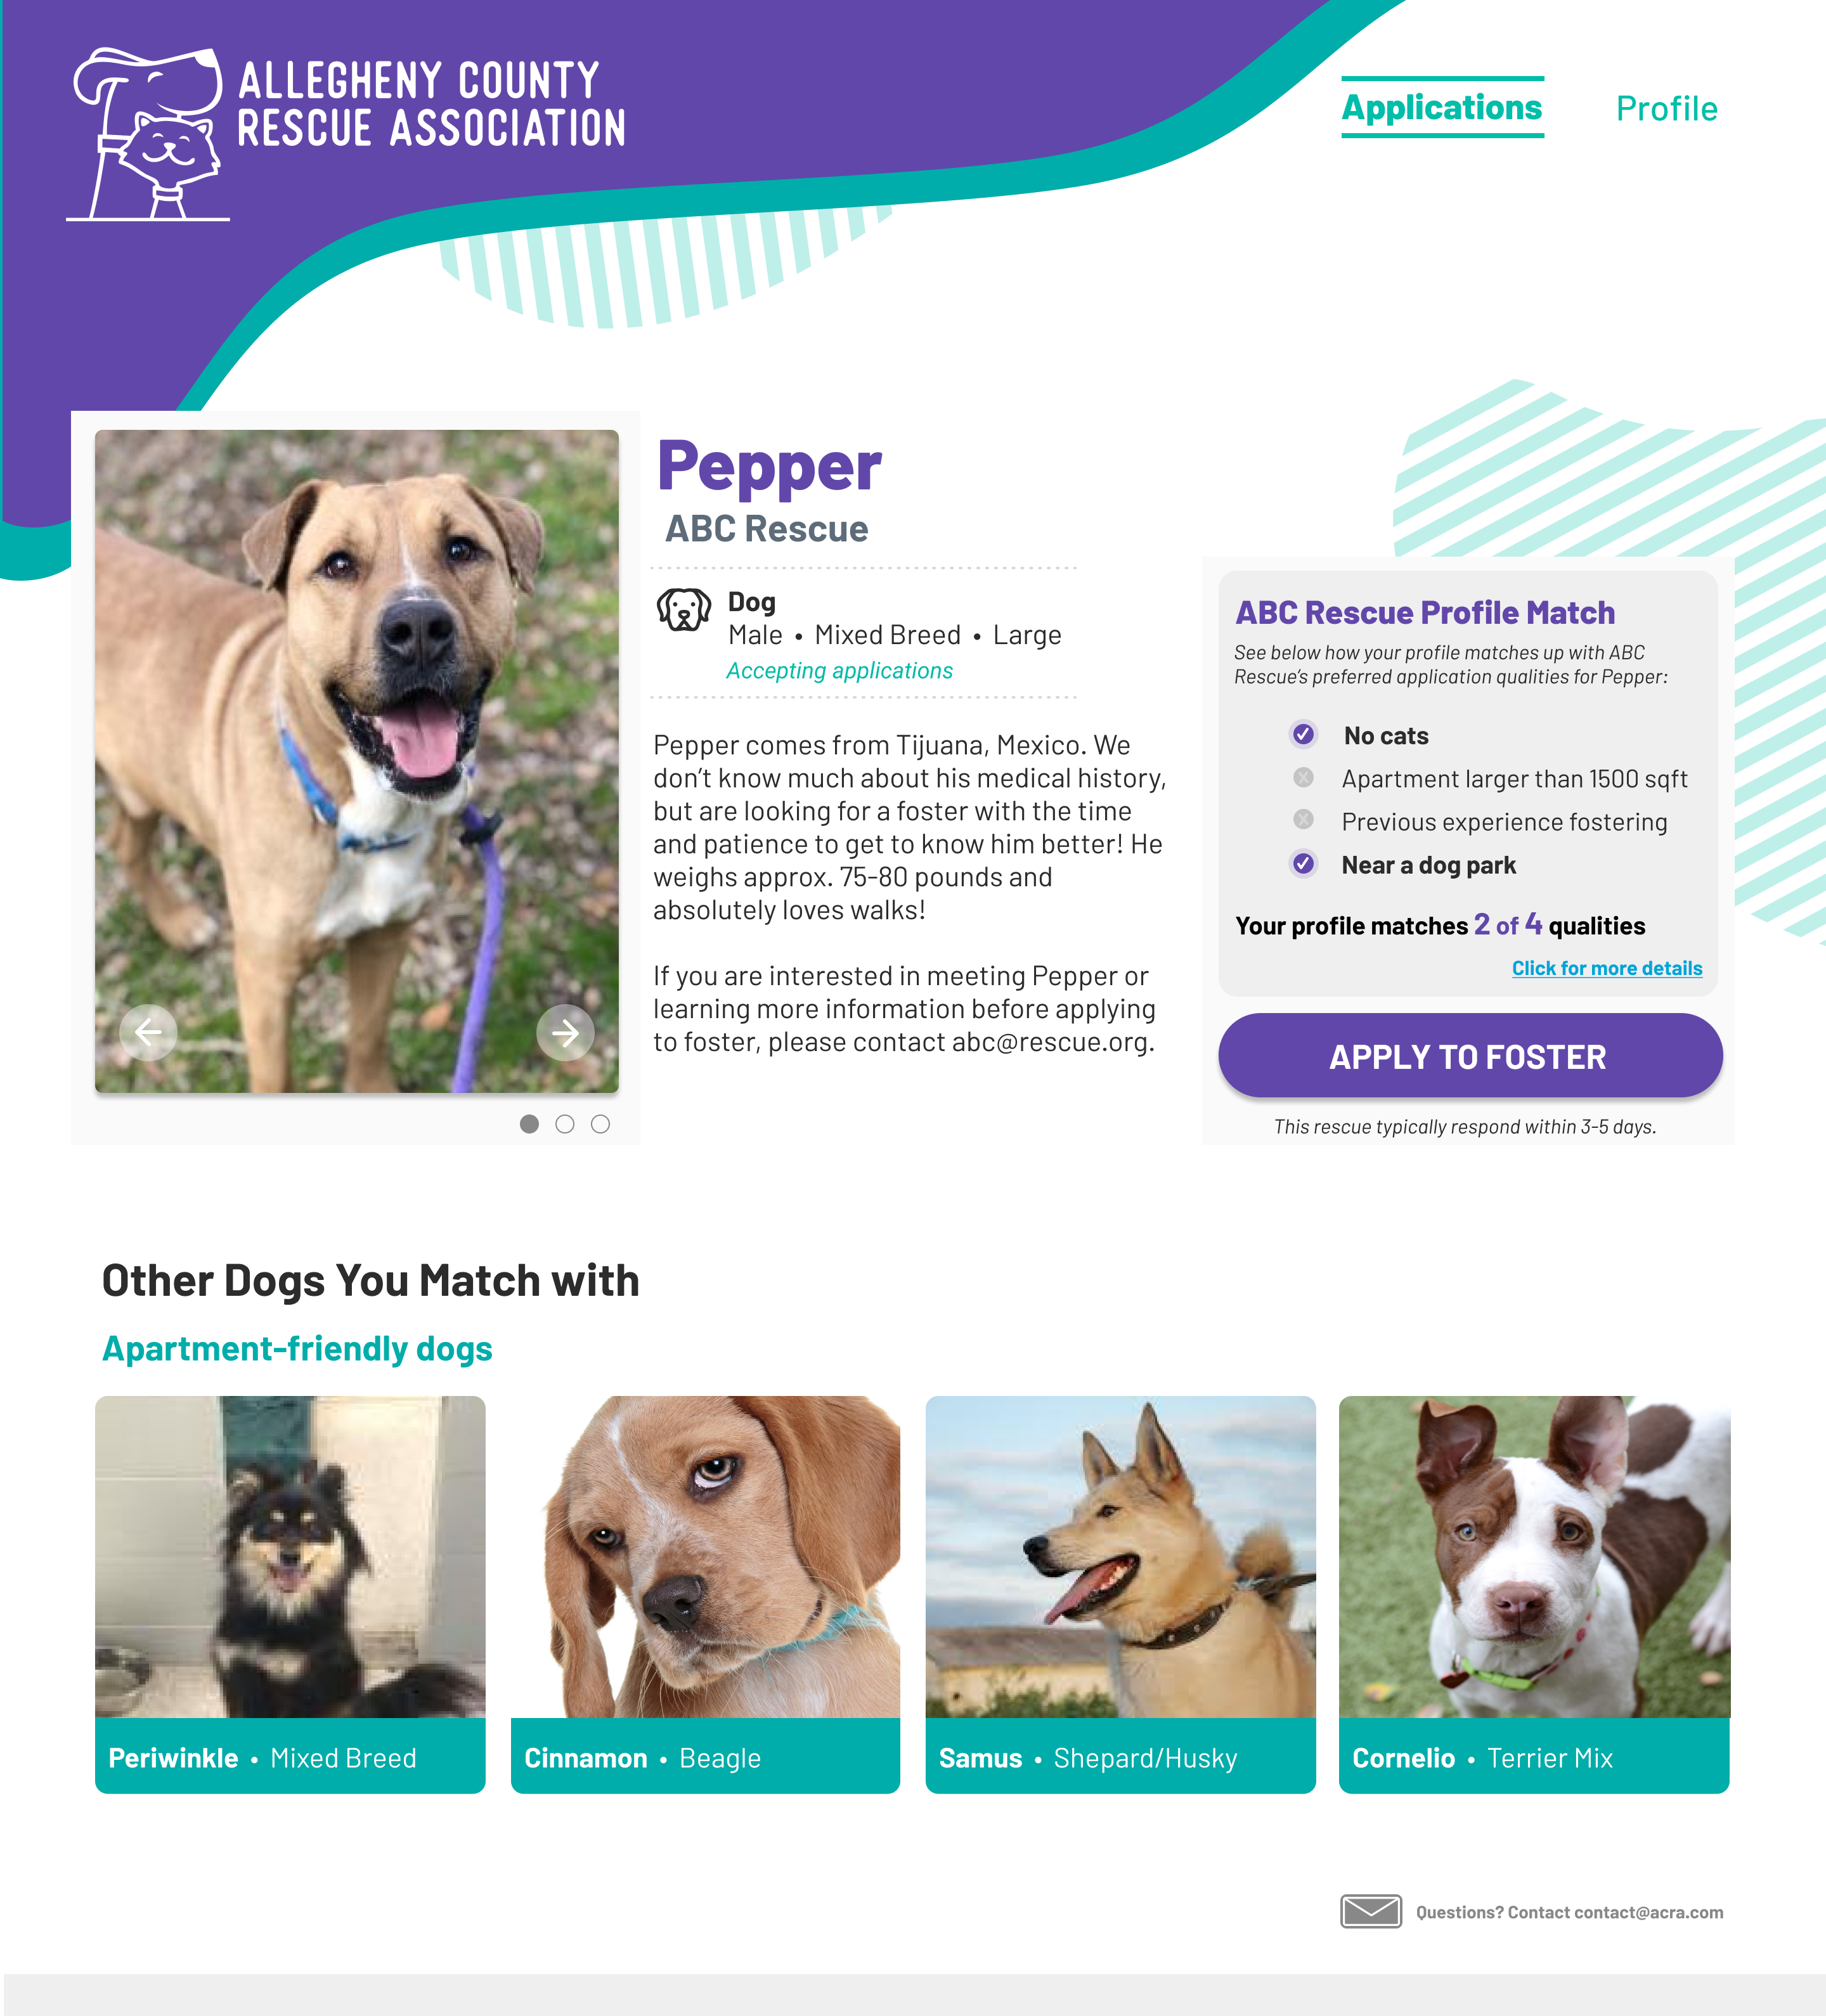 ALLEGHENY COUNTY
RESCUE ASSOCIATION
Applications
Profile
Pepper
ABC Rescue
Dog
Male • Mixed Breed • Large
Accepting applications
Pepper comes from Tijuana, Mexico. We
don't know much about his medical history,
but are looking for a foster with the time
and patience to get to know him better! He
weighs approx. 75-80 pounds and
absolutely loves walks!
If you are interested in meeting Pepper or
learning more information before applying
to foster, please contact abc@rescue.org.
ABC Rescue Profile Match
See below how your profile matches up with ABC
Rescue's preferred application qualities for Pepper:
No cats
Apartment larger than 1500 sqft
Previous experience fostering
Near a dog park
Your profile matches 2 of 4 qualities
Click for more details
APPLY TO FOSTER
This rescue typically respond within 3-5 days.
Other Dogs You Match with
Apartment-friendly dogs
Periwinkle • Mixed Breed
Cinnamon • Beagle
Samus • Shepard/Husky
Cornelio • Terrier Mix
Questions? Contact contact@acra.com